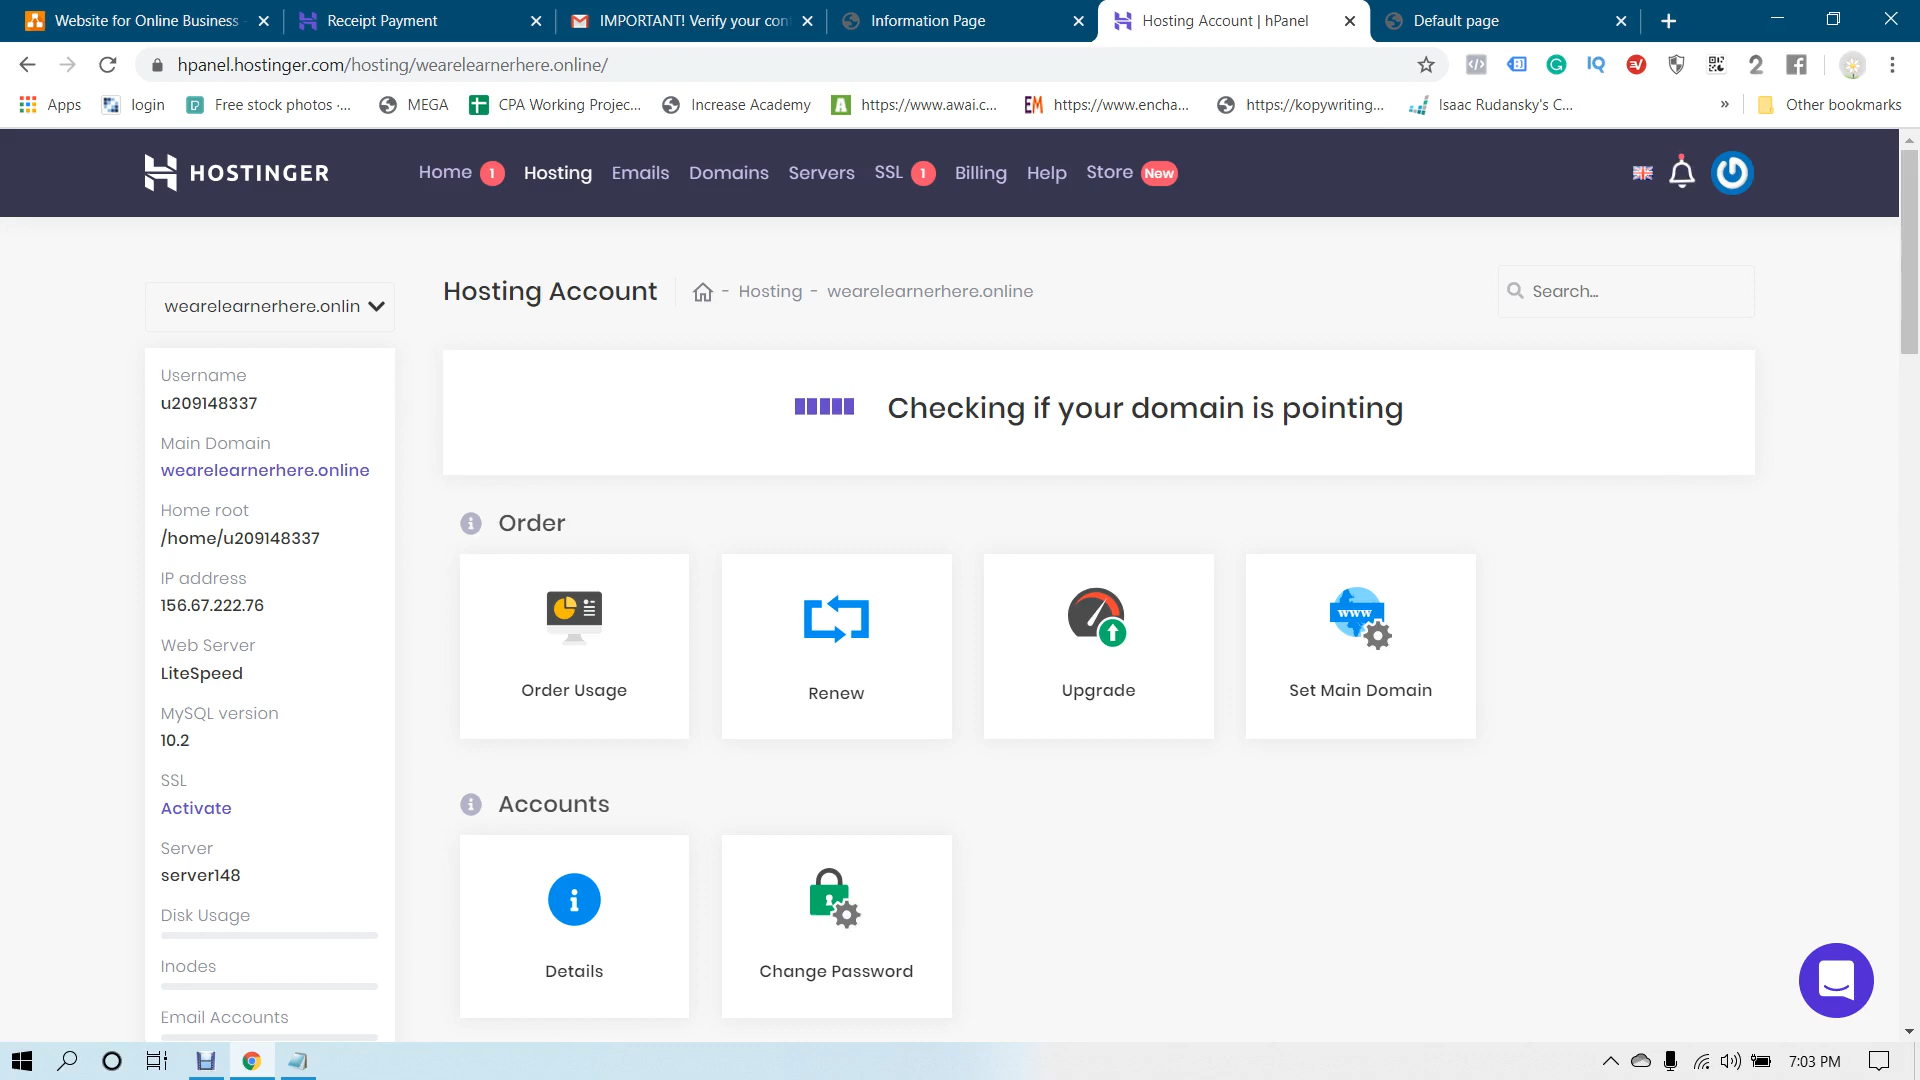 Website for Online Business -
Receipt Payment
IMPORTANT! Verify your con
Information Page
Hosting Account | hPanel
Default page
hpanel.hostinger.com/hosting/wearelearnerhere.online/
Apps
login
Free stock photos ·...
MEGA
CPA Working Projec...
Increase Academy
https://www.awai.c...
EM
https://www.encha...
https://kopywriting...
Isaac Rudansky's C...
»
Other bookmarks
HOSTINGER
Home 1
Hosting
Emails
Domains
Servers
SSL 1
Billing
Help
Store New
wearelearnerhere.onlin
Hosting Account
- Hosting - wearelearnerhere.online
Search...
Username
u209148337
Main Domain
wearelearnerhere.online
Home root
/home/u209148337
IP address
156.67.222.76
Web Server
LiteSpeed
MySQL version
10.2
SSL
Activate
Server
server148
Disk Usage
Inodes
Email Accounts
Checking if your domain is pointing
Order
Order Usage
Renew
Upgrade
www
Set Main Domain
Accounts
Details
Change Password
7:03 PM